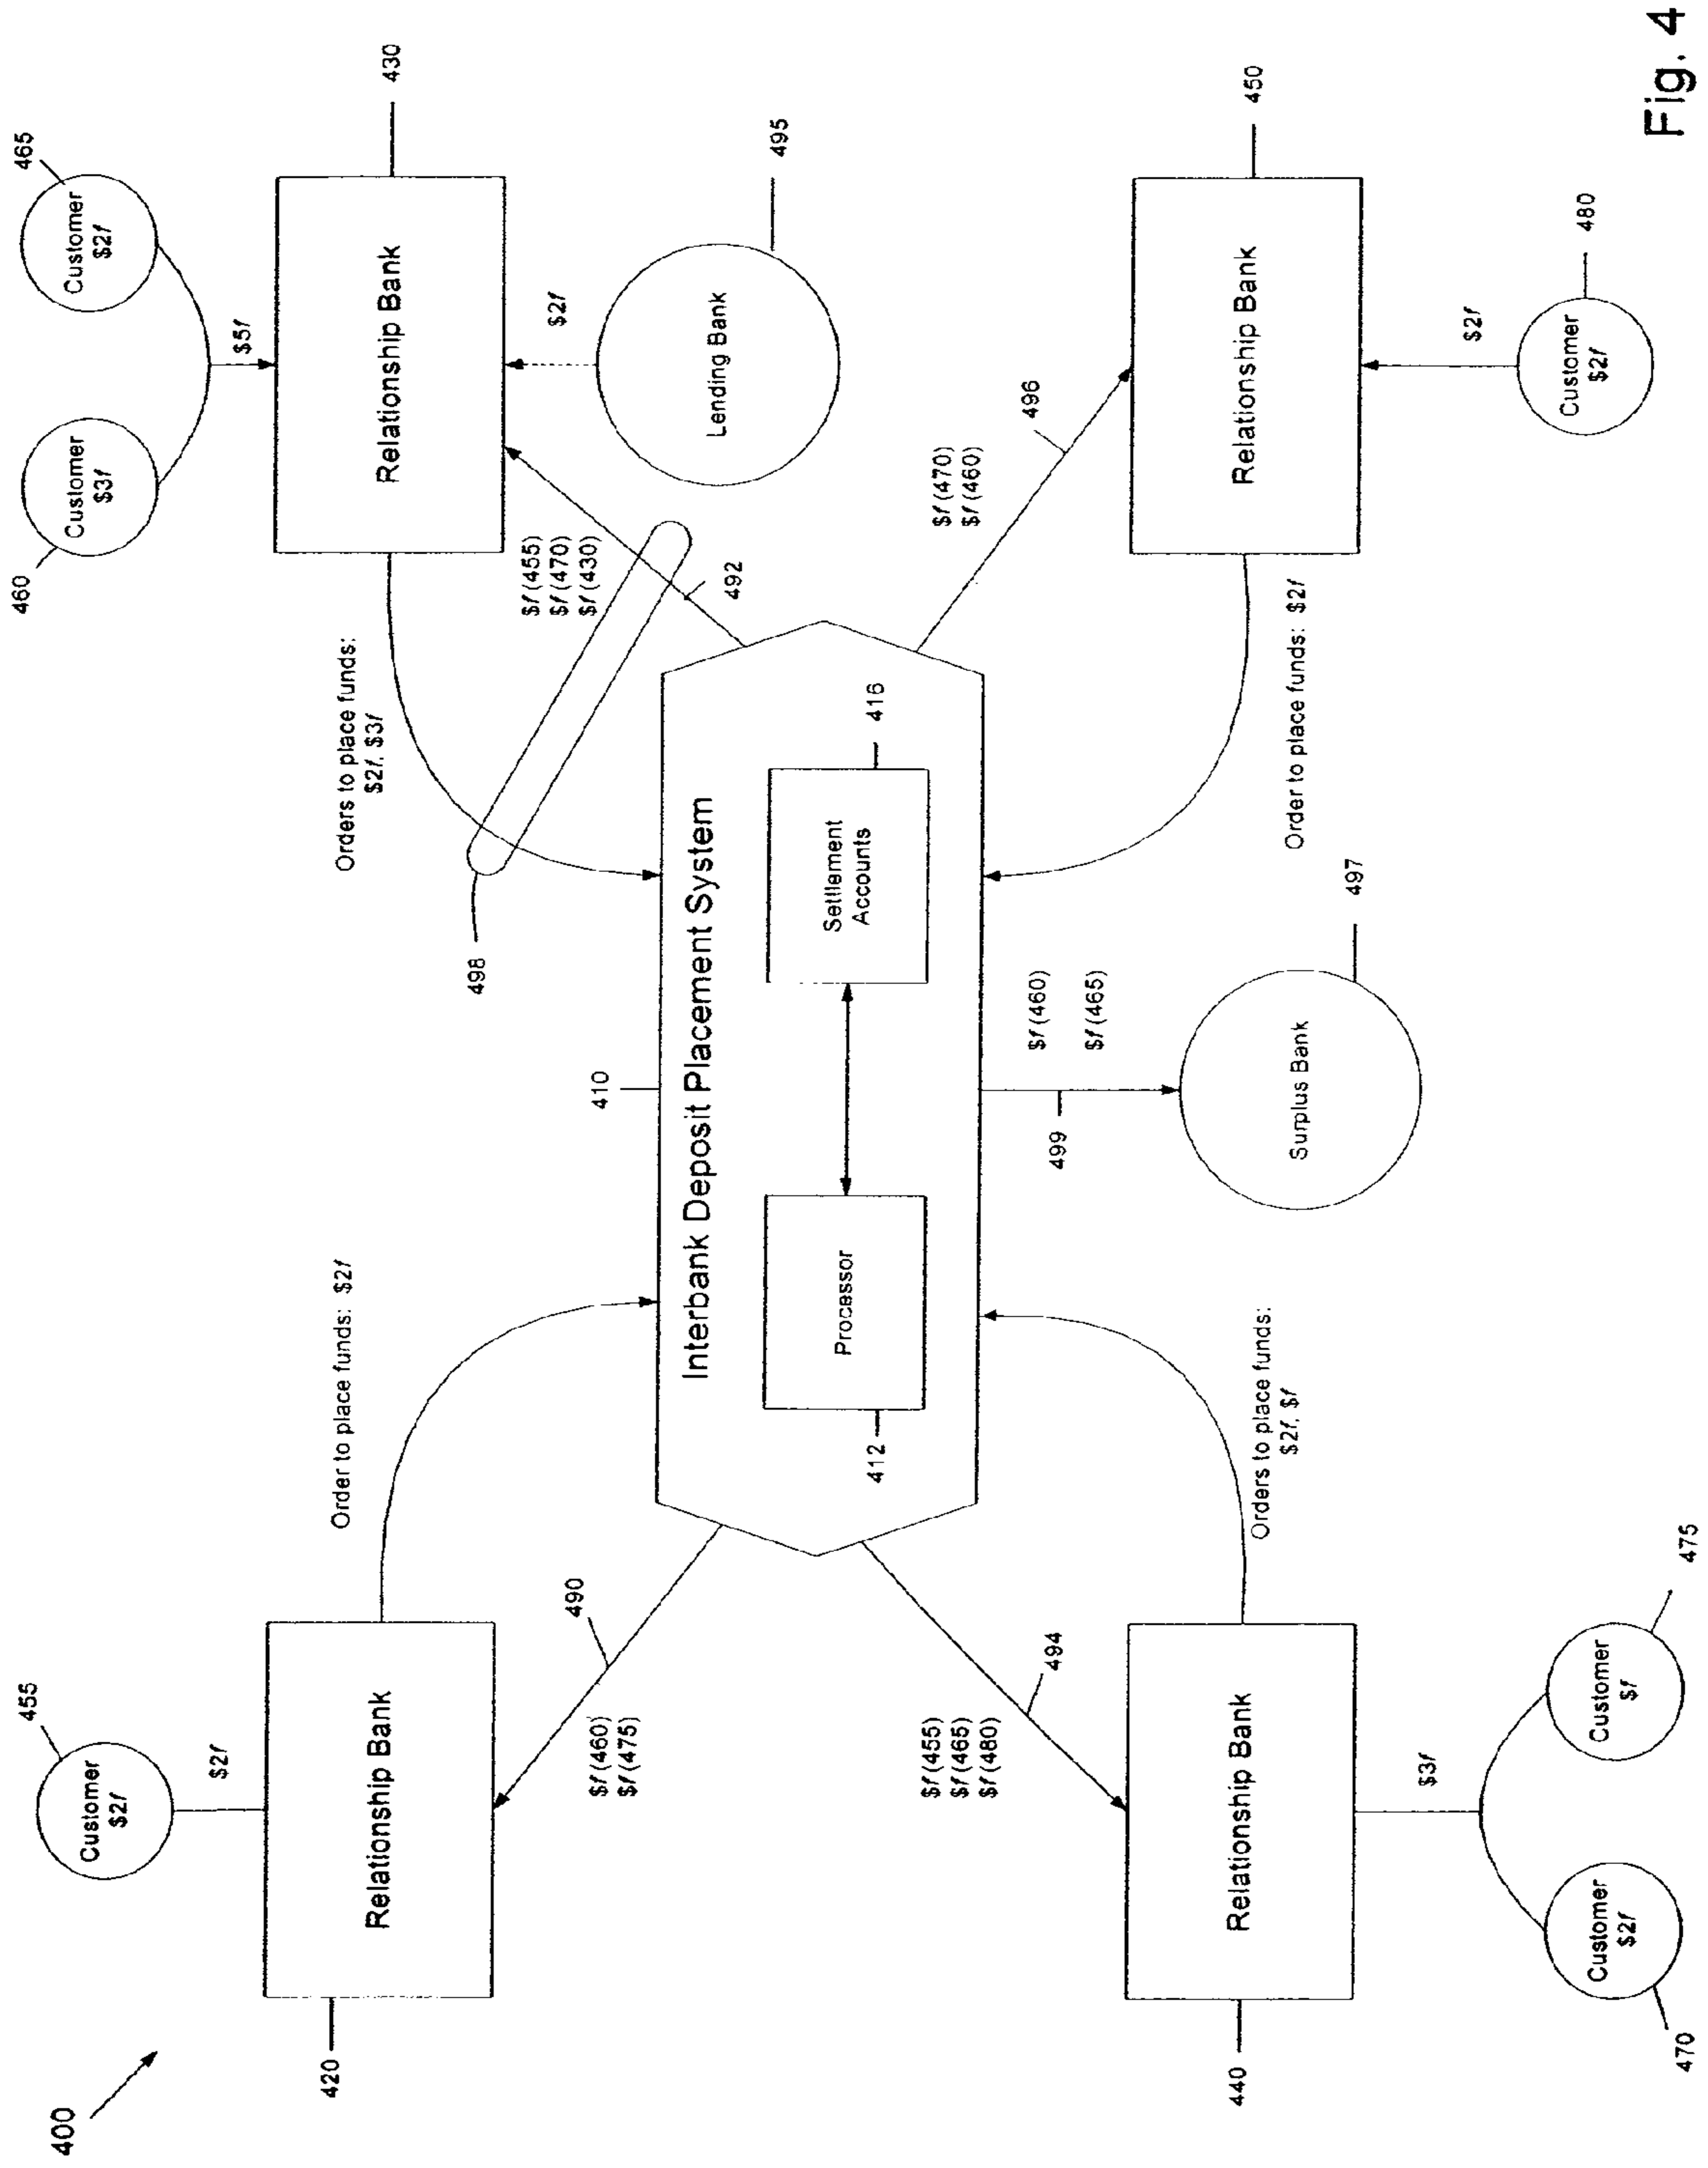 400
455
465
460
Customer
$2f
Customer
$3f
Customer
$2f
$2f
$5f
420
430
Relationship Bank
Relationship Bank
Order to place funds: $2f
Orders to place funds:
$2f, $3f
498
490
$f (460)
$f (475)
410
$f (455)
$f (470)
$f (430)
$2f
492
495
Interbank Deposit Placement System
Lending Bank
412
Processor
Settlement
Accounts
416
$f (455)
$f (465)
$f (480)
494
$f (470)
$f (460)
496
499
$f (460)
$f (465)
440
450
Relationship Bank
Relationship Bank
Orders to place funds:
$2f, $f
Surplus Bank
497
Order to place funds: $2f
$3f
$2f
470
Customer
$2f
Customer
$f
475
Customer
$2f
480
Fig. 4